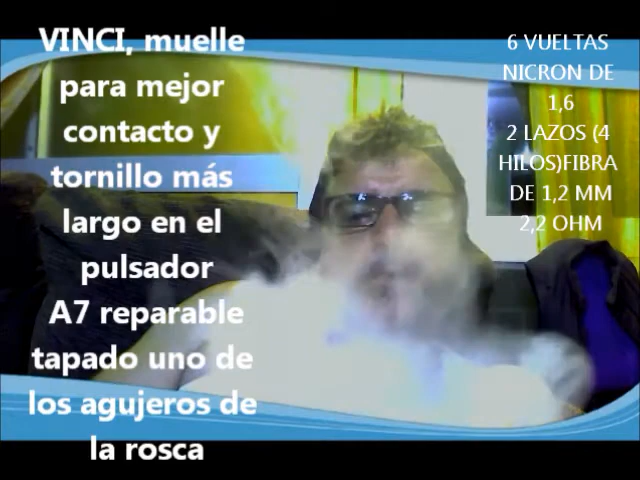 VINCI, muelle
para mejor
contacto y
tornillo más
largo en el
pulsador
A7 reparable
tapado uno de
los agujeros de
la rosca
6 VUELTAS
NICRON DE
1,6
2 LAZOS (4
HILOS)FIBRA
DE 1,2 MM
2,2 OHM